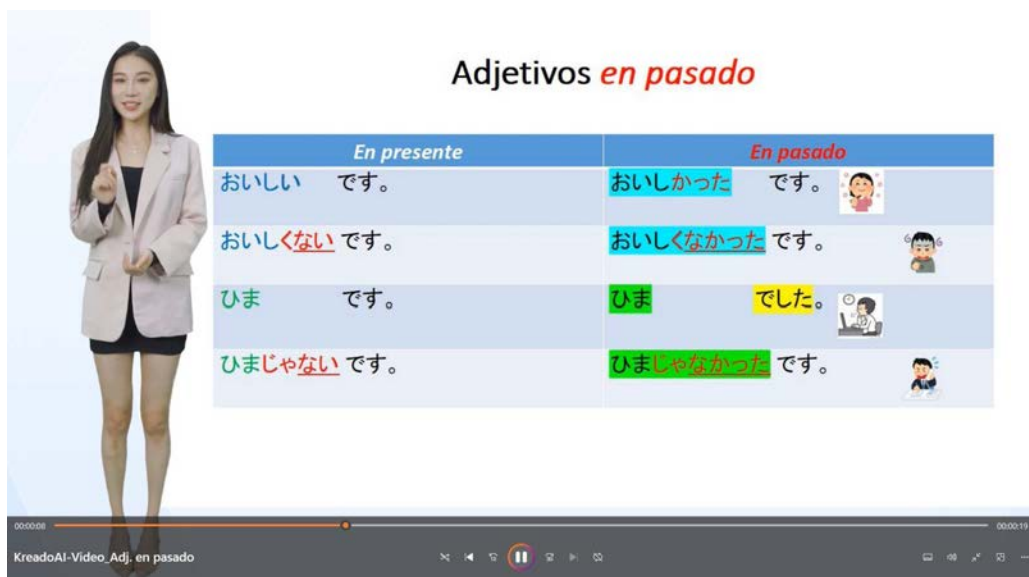 Adjetivos en pasado
En presente En pasado
おいしい です。 おいしかった です。
おいしくない です。 おいしくなかった です。
ひま です。 ひま でした。
ひまじゃない です。 ひまじゃなかった です。
00:00:08 00:00:19
KreadoAI-Video_Adj. en pasado